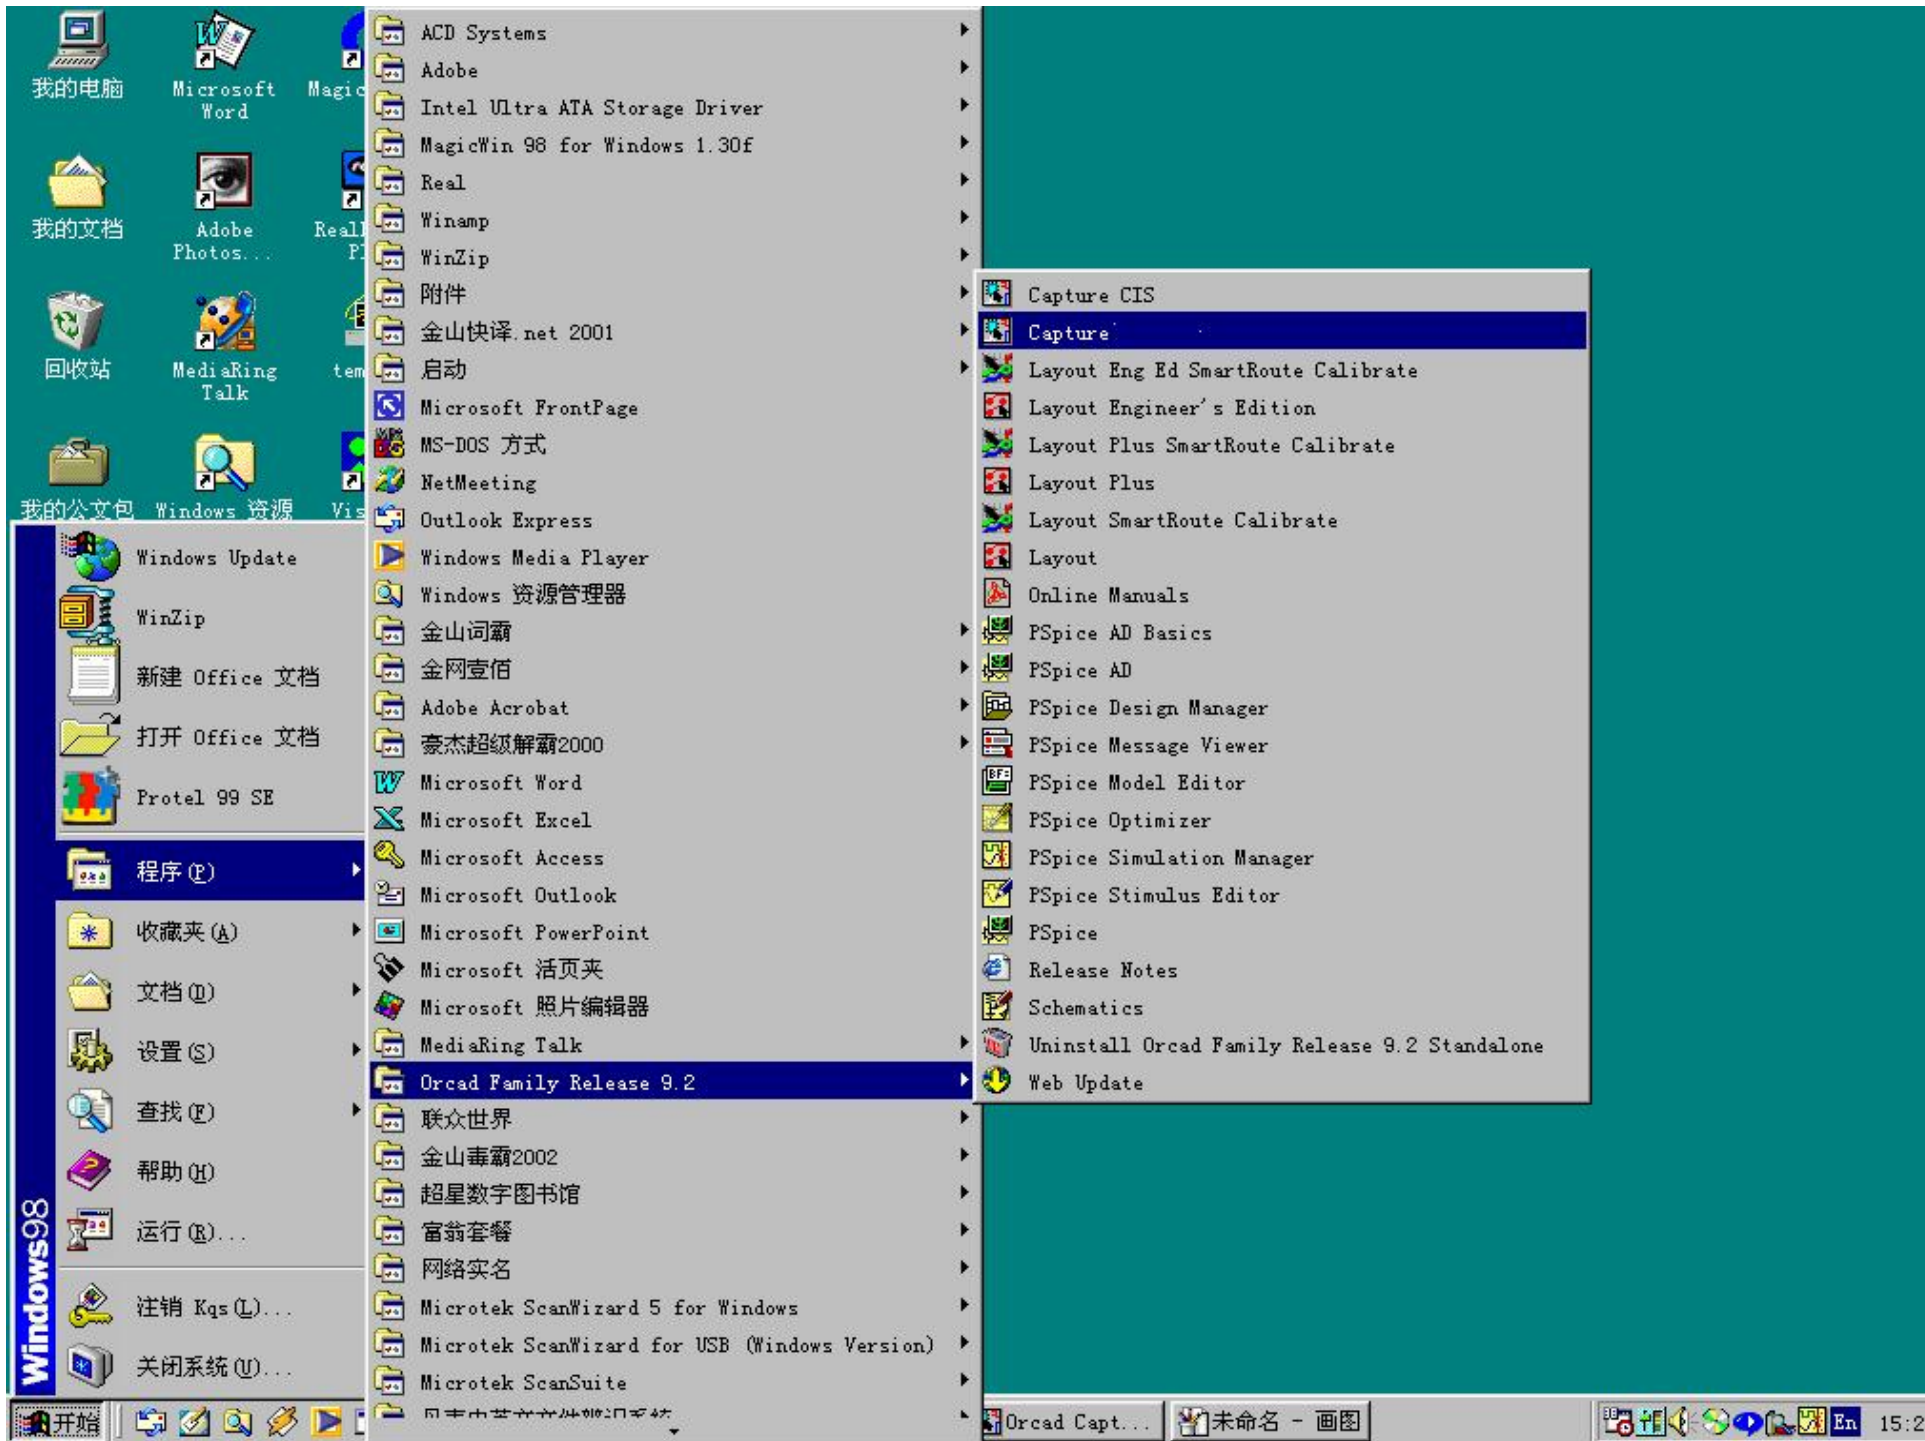 我的电脑
Microsoft
Word
Magic
我的文档
Adobe
Photos...
回收站
MediaRing
Talk
我的公文包
Windows 资源
Vis
Windows Update
WinZip
新建 Office 文档
打开 Office 文档
Protel 99 SE
程序(P)
收藏夹(A)
文档(D)
设置(S)
查找(F)
帮助(H)
运行(R)...
注销 Kqs(L)...
关闭系统(U)...
Windows98
ACD Systems
Adobe
Intel Ultra ATA Storage Driver
MagicWin 98 for Windows 1.30f
Real
Winamp
WinZip
附件
金山快译.net 2001
启动
Microsoft FrontPage
MS-DOS 方式
NetMeeting
Outlook Express
Windows Media Player
Windows 资源管理器
金山词霸
金网壹佰
Adobe Acrobat
豪杰超级解霸2000
Microsoft Word
Microsoft Excel
Microsoft Access
Microsoft Outlook
Microsoft PowerPoint
Microsoft 活页夹
Microsoft 照片编辑器
MediaRing Talk
Orcad Family Release 9.2
联众世界
金山毒霸2002
超星数字图书馆
富翁套餐
网络实名
Microtek ScanWizard 5 for Windows
Microtek ScanWizard for USB (Windows Version)
Microtek ScanSuite
Capture CIS
Capture
Layout Eng Ed SmartRoute Calibrate
Layout Engineer's Edition
Layout Plus SmartRoute Calibrate
Layout Plus
Layout SmartRoute Calibrate
Layout
Online Manuals
PSpice AD Basics
PSpice AD
PSpice Design Manager
PSpice Message Viewer
PSpice Model Editor
PSpice Optimizer
PSpice Simulation Manager
PSpice Stimulus Editor
PSpice
Release Notes
Schematics
Uninstall Orcad Family Release 9.2 Standalone
Web Update
开始
Orcad Capt...
未命名 - 画图
En
15:2